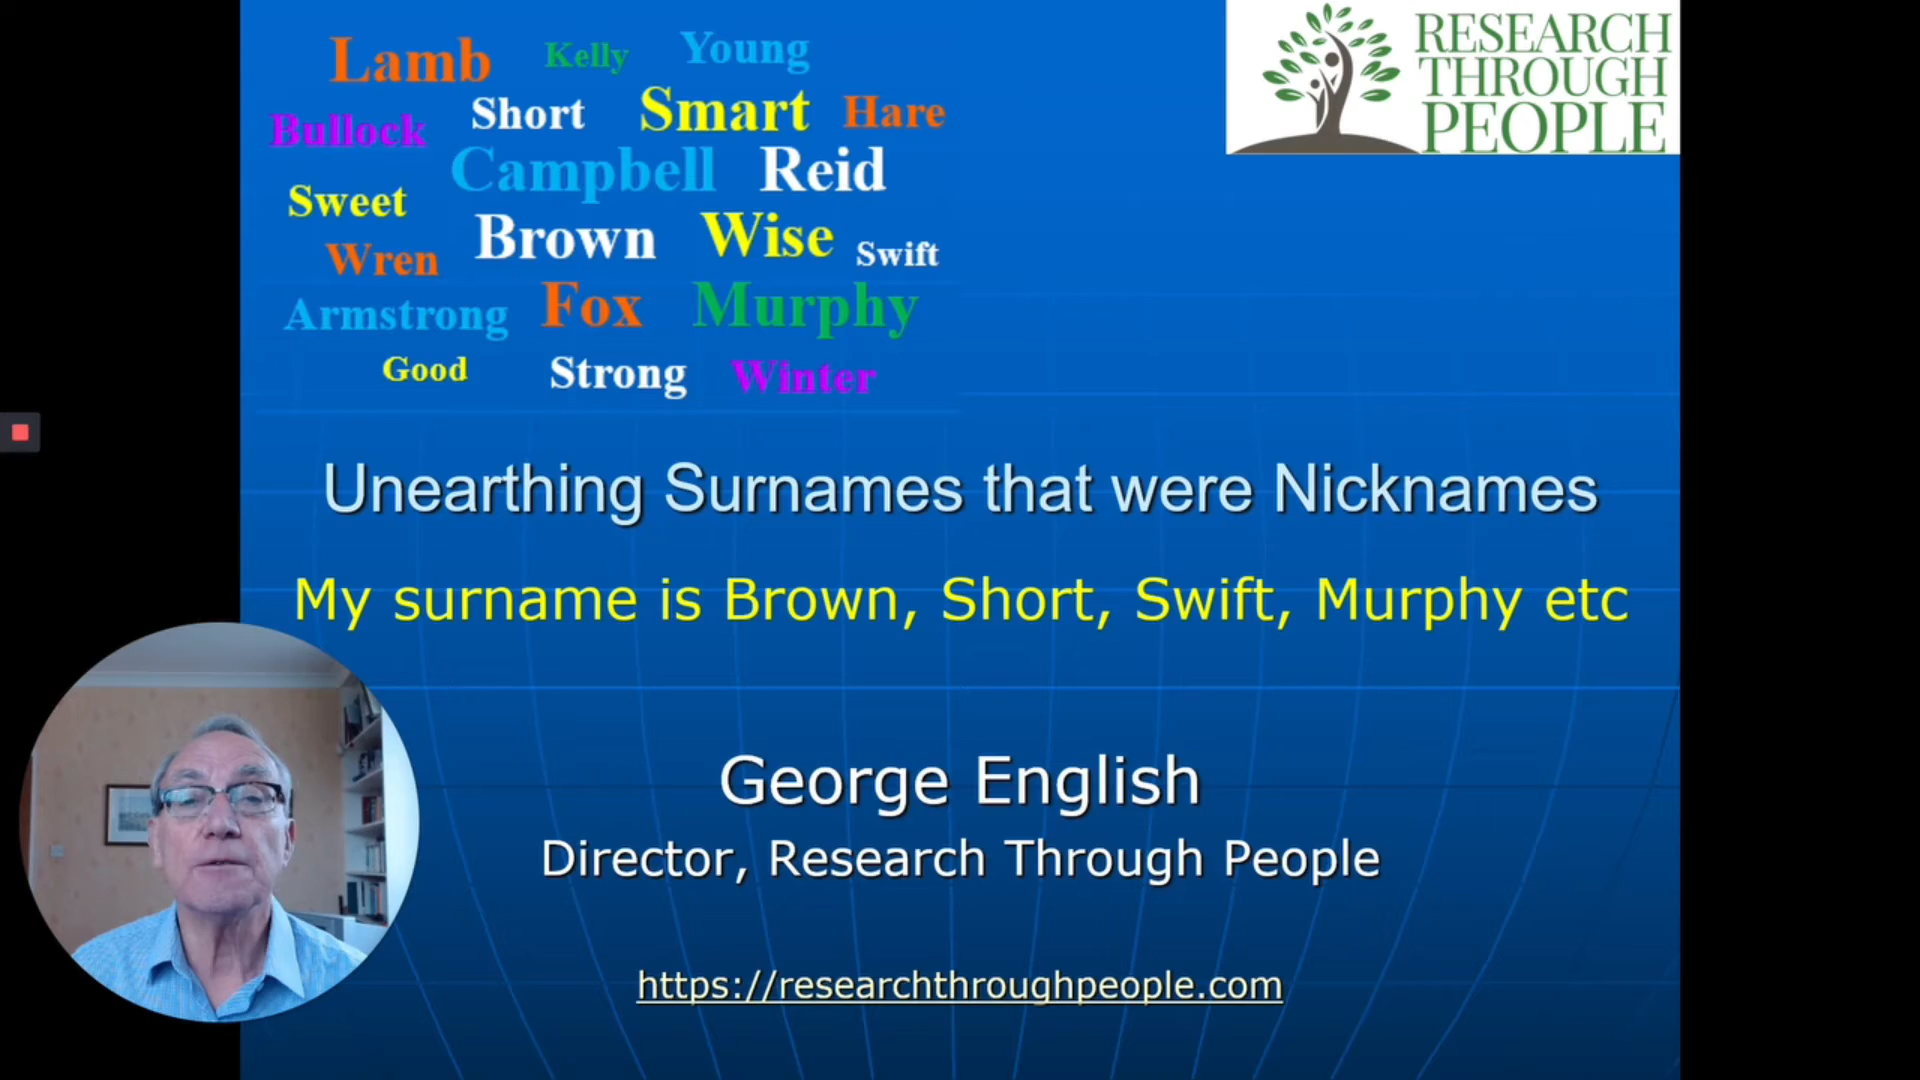 Lamb Kelly Young
Bullock Short Smart Hare
Campbell Reid
Sweet Brown Wise Swift
Wren
Armstrong Fox Murphy
Good Strong Winter
RESEARCH
THROUGH
PEOPLE
Unearthing Surnames that were Nicknames
My surname is Brown, Short, Swift, Murphy etc
George English
Director, Research Through People
https://researchthroughpeople.com